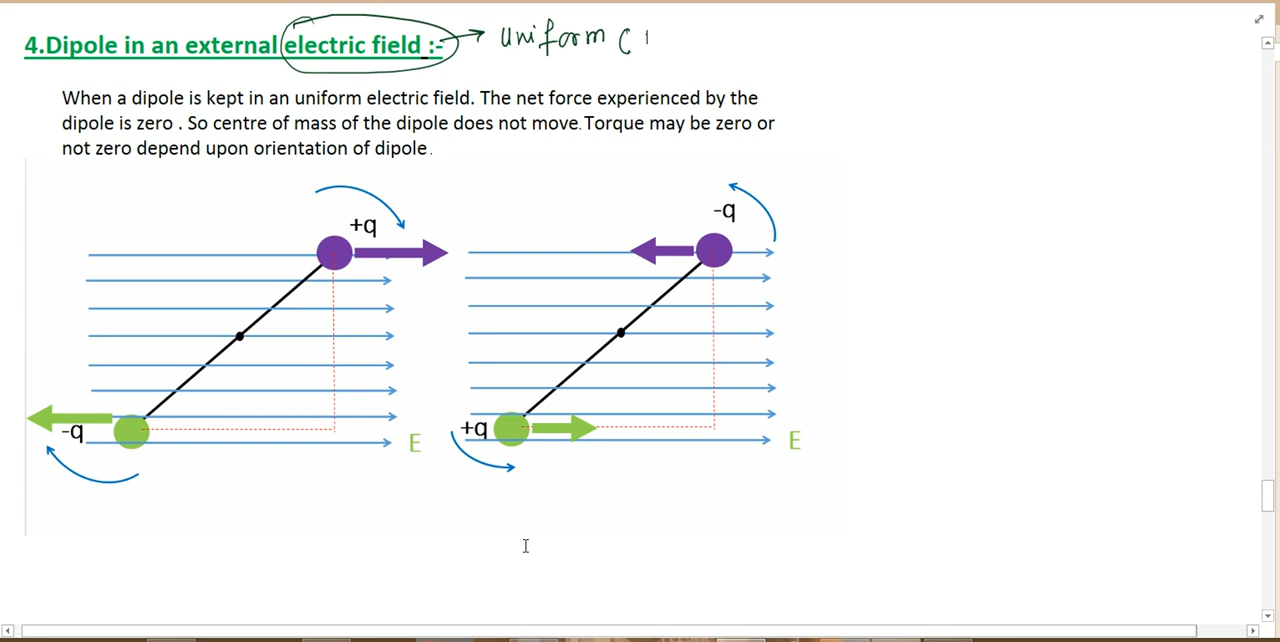 4.Dipole in an external electric field :- → uniform (
When a dipole is kept in an uniform electric field. The net force experienced by the
dipole is zero . So centre of mass of the dipole does not move.Torque may be zero or
not zero depend upon orientation of dipole.
+q
-q
-q
E
+q
E